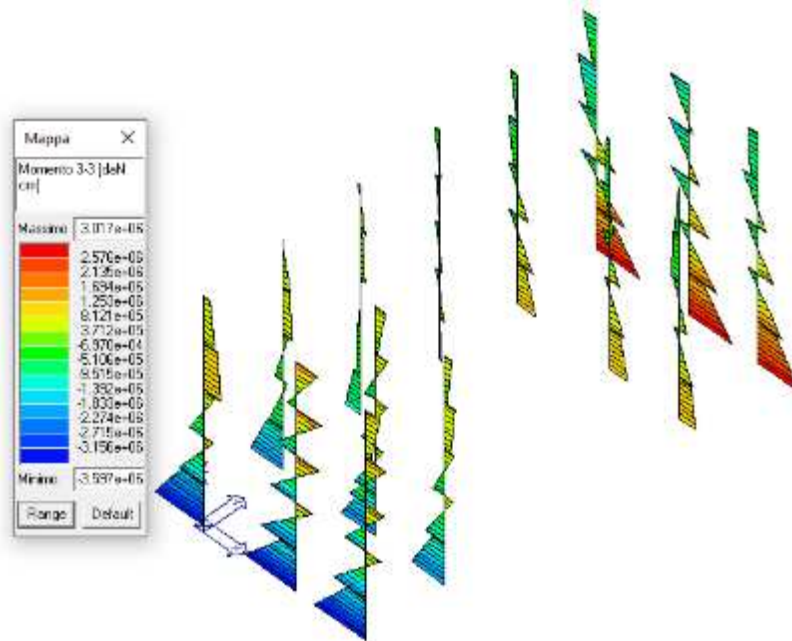 Mappa
Momento 3-3 [daN
cm]
Massimo 3.017e+06
2.576e+06
2.135e+06
1.694e+06
1.253e+06
8.121e+05
3.712e+05
-6.970e+04
-5.106e+05
-9.515e+05
-1.392e+06
-1.833e+06
-2.274e+06
-2.715e+06
-3.156e+06
Minimo -3.597e+06
Range Default